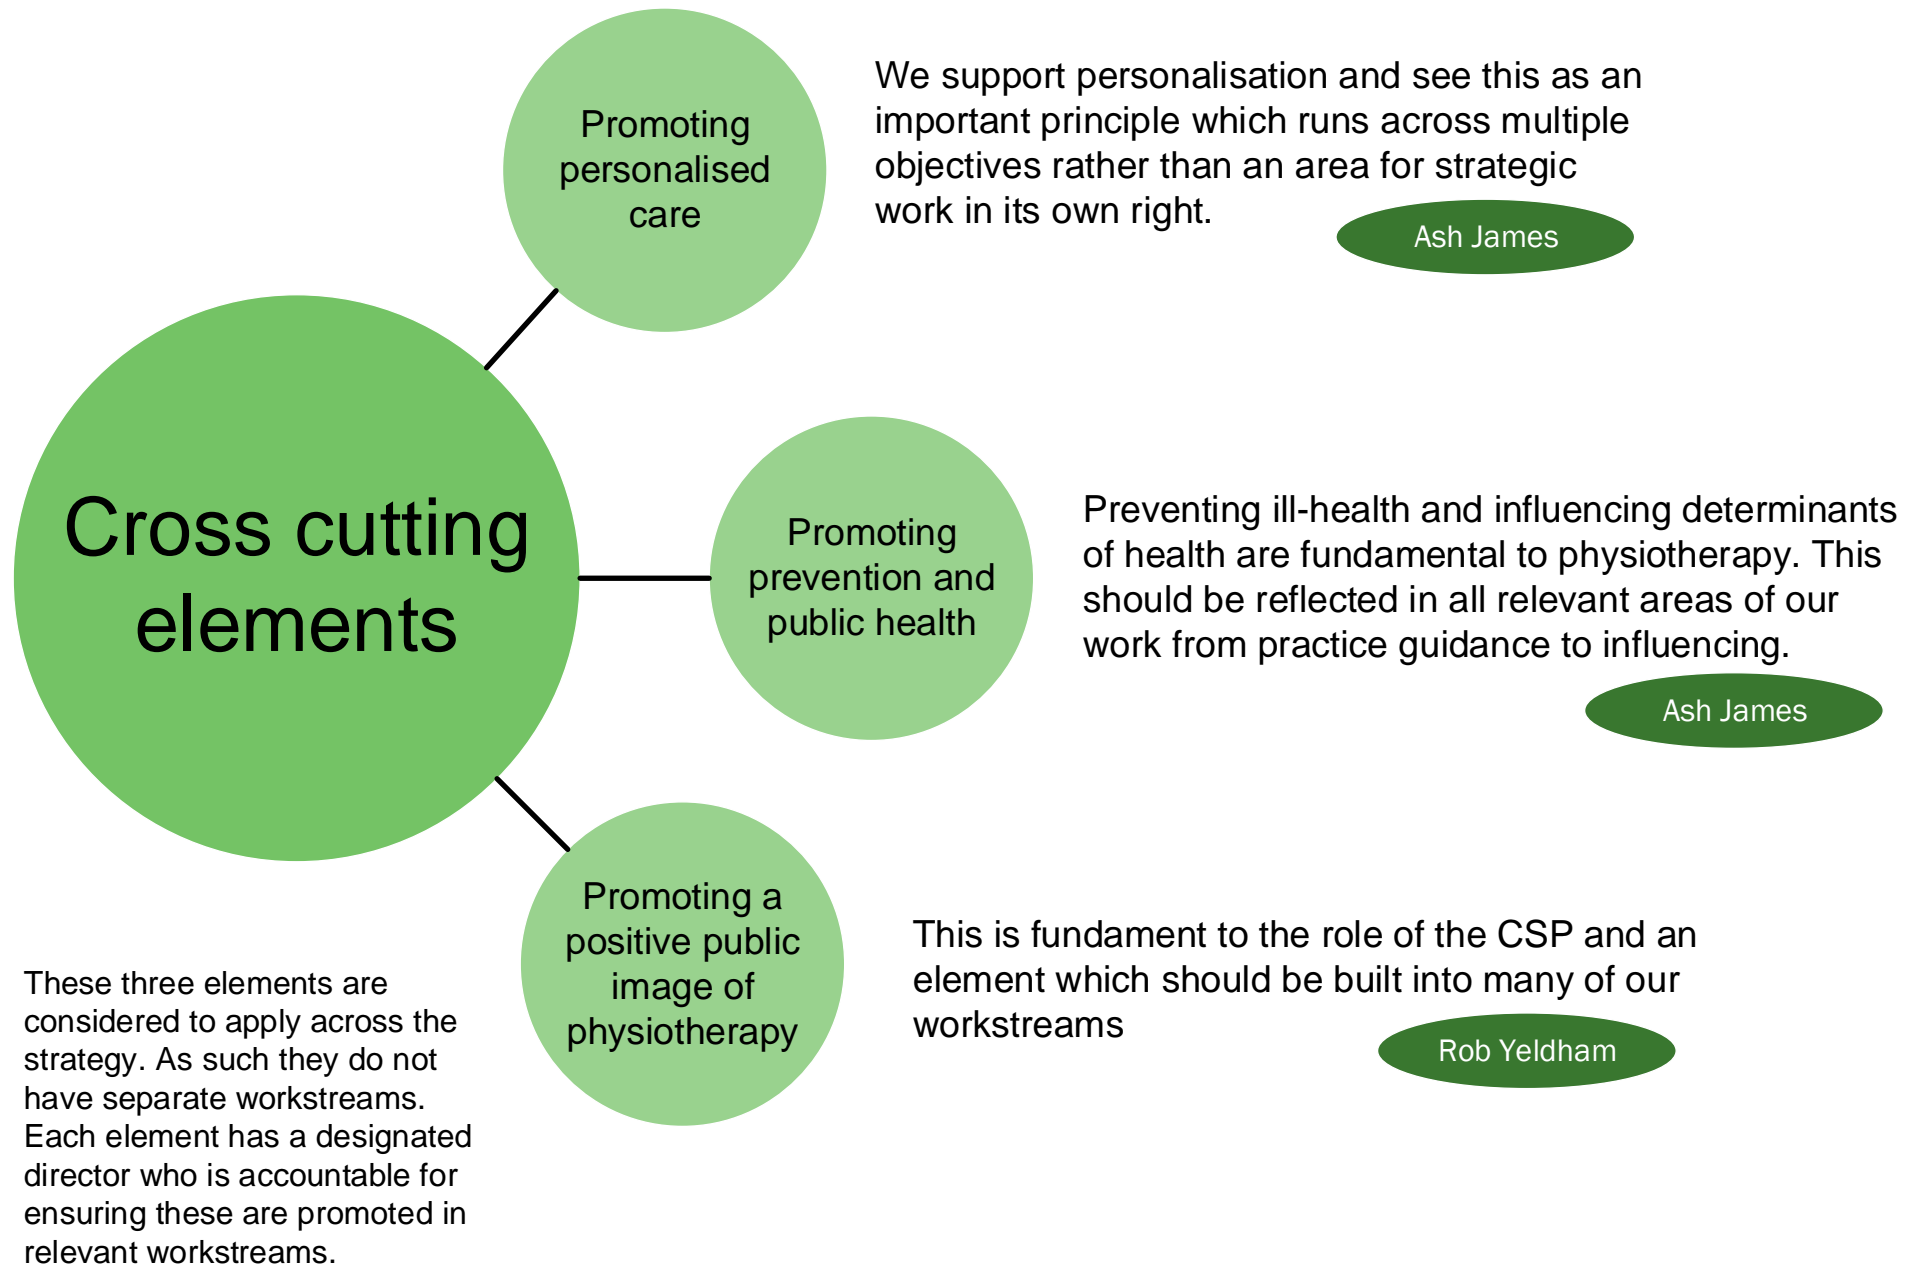 Promoting
personalised
care
We support personalisation and see this as an
important principle which runs across multiple
objectives rather than an area for strategic
work in its own right.
Ash James
Cross cutting
elements
Promoting
prevention and
public health
Preventing ill-health and influencing determinants
of health are fundamental to physiotherapy. This
should be reflected in all relevant areas of our
work from practice guidance to influencing.
Ash James
Promoting a
positive public
image of
physiotherapy
This is fundament to the role of the CSP and an
element which should be built into many of our
workstreams
Rob Yeldham
These three elements are
considered to apply across the
strategy. As such they do not
have separate workstreams.
Each element has a designated
director who is accountable for
ensuring these are promoted in
relevant workstreams.